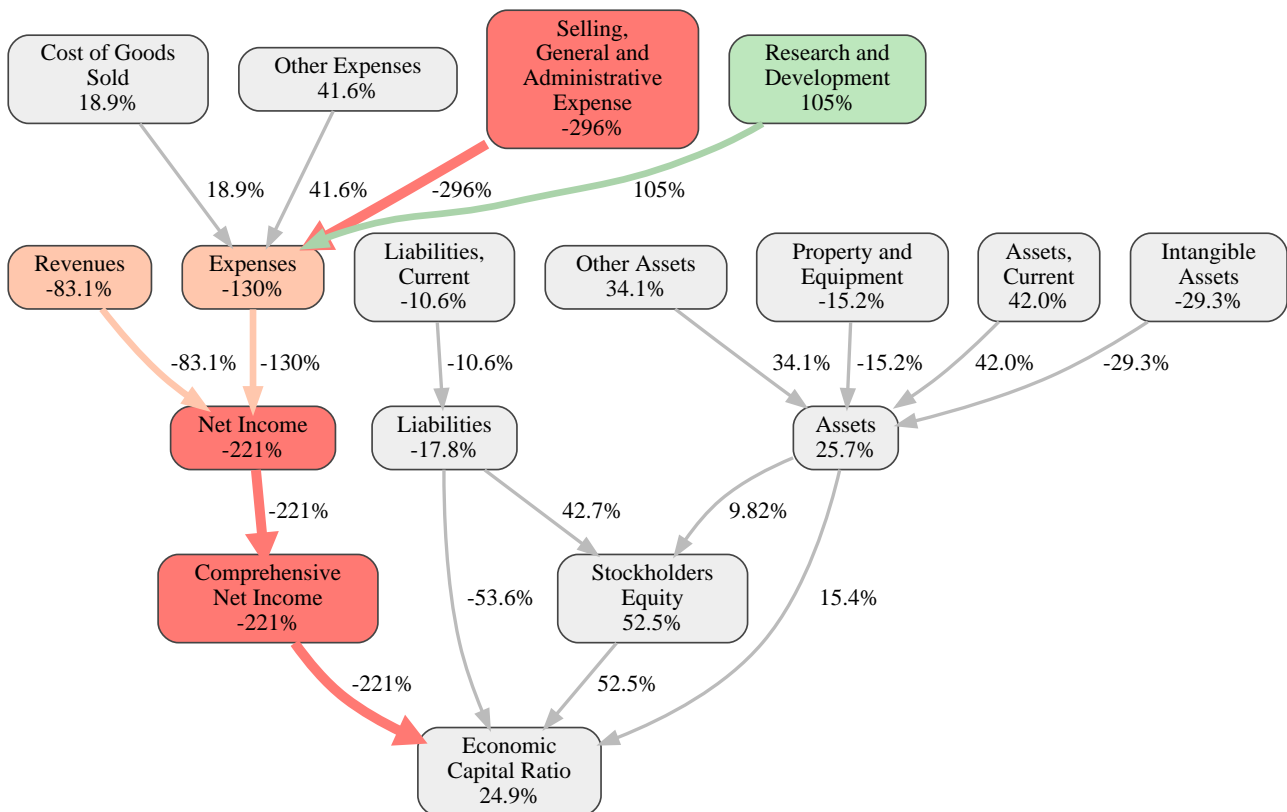 Cost of Goods
Sold
18.9%
Other Expenses
41.6%
Selling,
General and
Administrative
Expense
-296%
Research and
Development
105%
18.9%
41.6%
-296%
105%
Revenues
-83.1%
Expenses
-130%
Liabilities,
Current
-10.6%
Other Assets
34.1%
Property and
Equipment
-15.2%
Assets,
Current
42.0%
Intangible
Assets
-29.3%
-83.1%
-130%
-10.6%
34.1%
-15.2%
42.0%
-29.3%
Net Income
-221%
Liabilities
-17.8%
Assets
25.7%
-221%
42.7%
9.82%
Comprehensive
Net Income
-221%
-53.6%
Stockholders
Equity
52.5%
15.4%
-221%
52.5%
Economic
Capital Ratio
24.9%